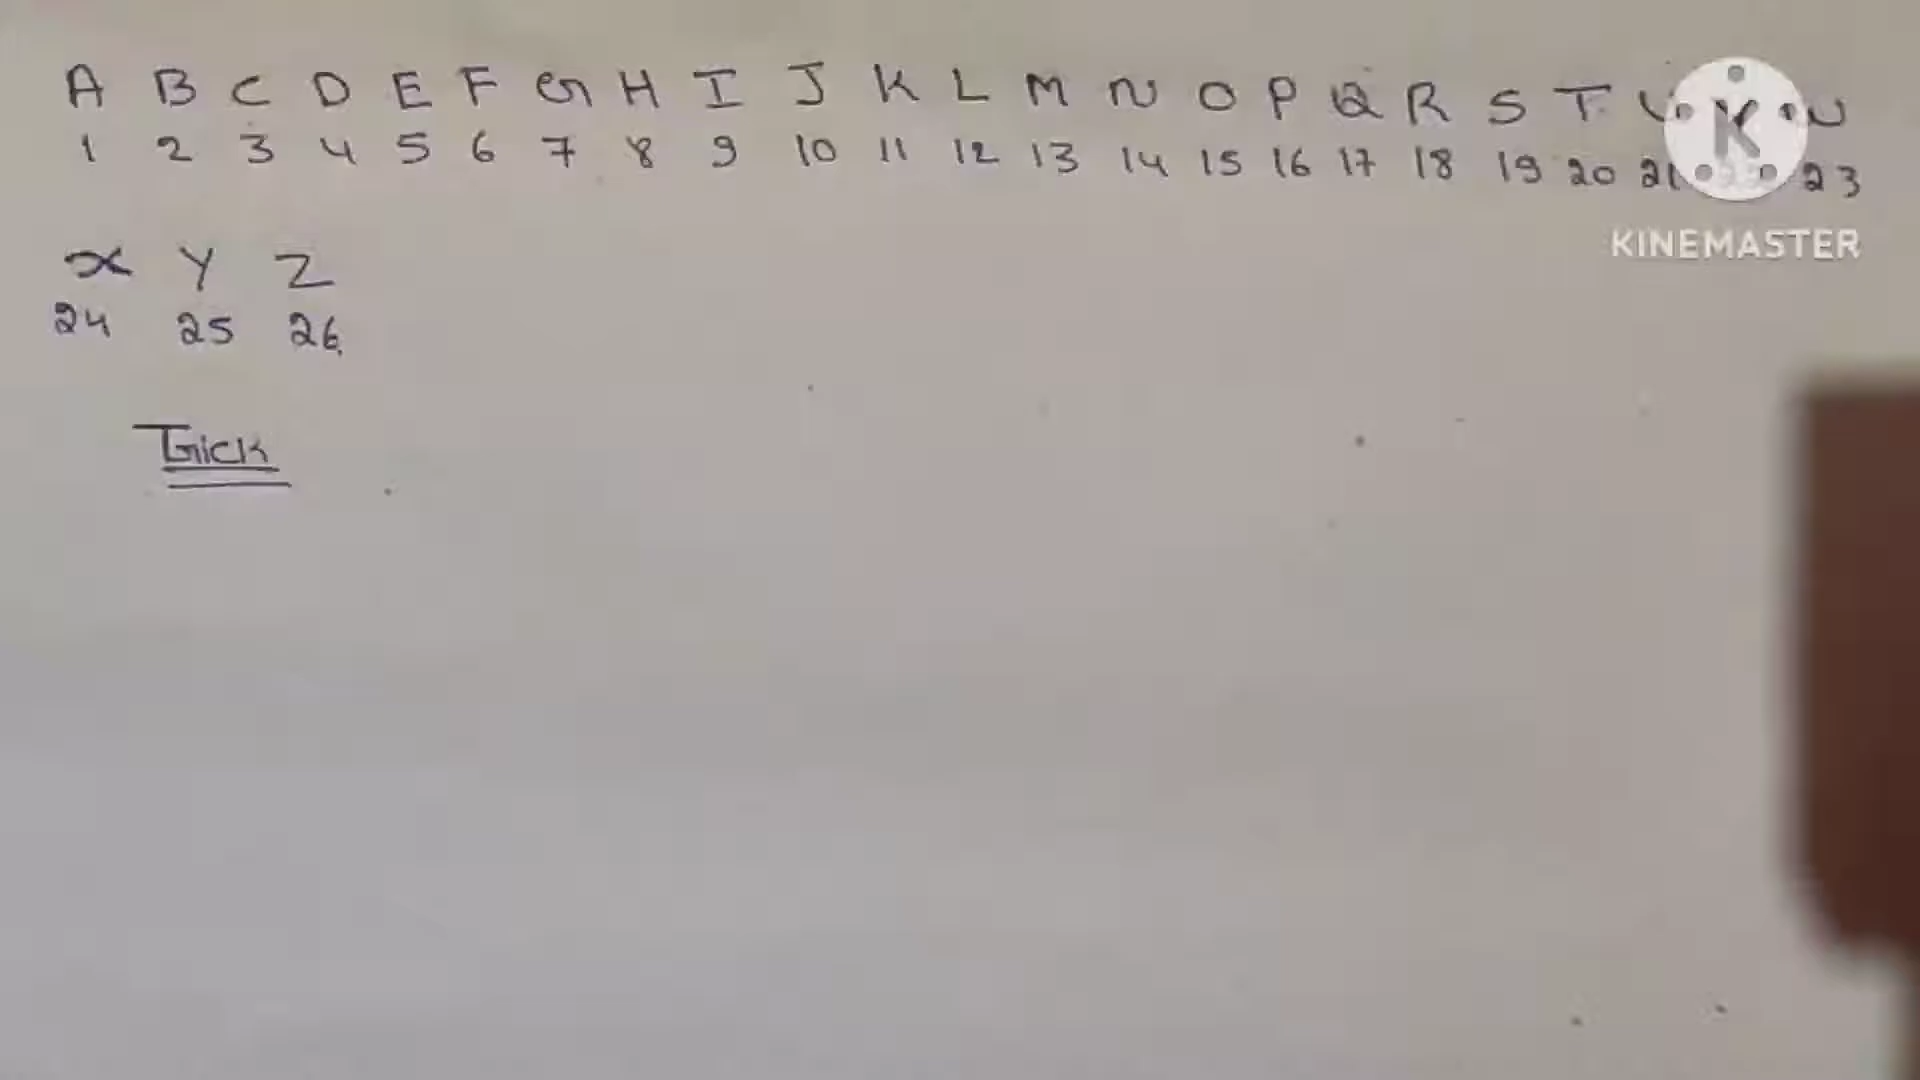 A B C D E F G H I J K L M N O P Q R S T
1 2 3 4 5 6 7 8 9 10 11 12 13 14 15 16 17 18 19 20 21 23
KINEMASTER
X Y Z
24 25 26
Trick